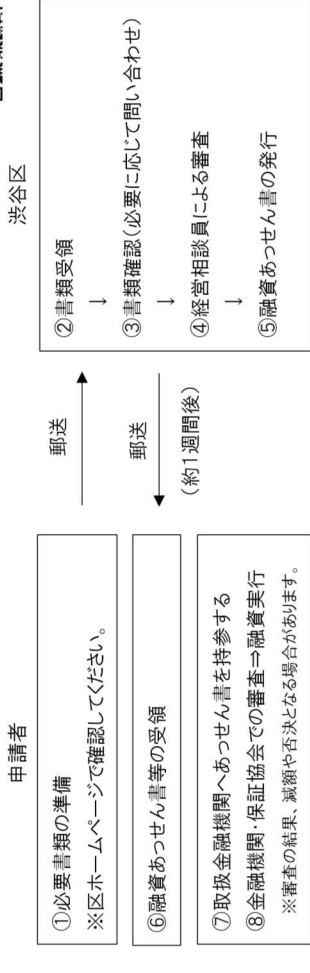 申請者
①必要書類の準備
※区ホームページで確認してください。
⑥融資あっせん書等の受領
⑦取扱金融機関へあっせん書を持参する
⑧金融機関・保証協会での審査⇒融資実行
※審査の結果、減額や否決となる場合があります。
郵送
郵送
(約1週間後)
渋谷区
②書類受領
↓
③書類確認(必要に応じて問い合わせ)
↓
④経営相談員による審査
↓
⑤融資あっせん書の発行